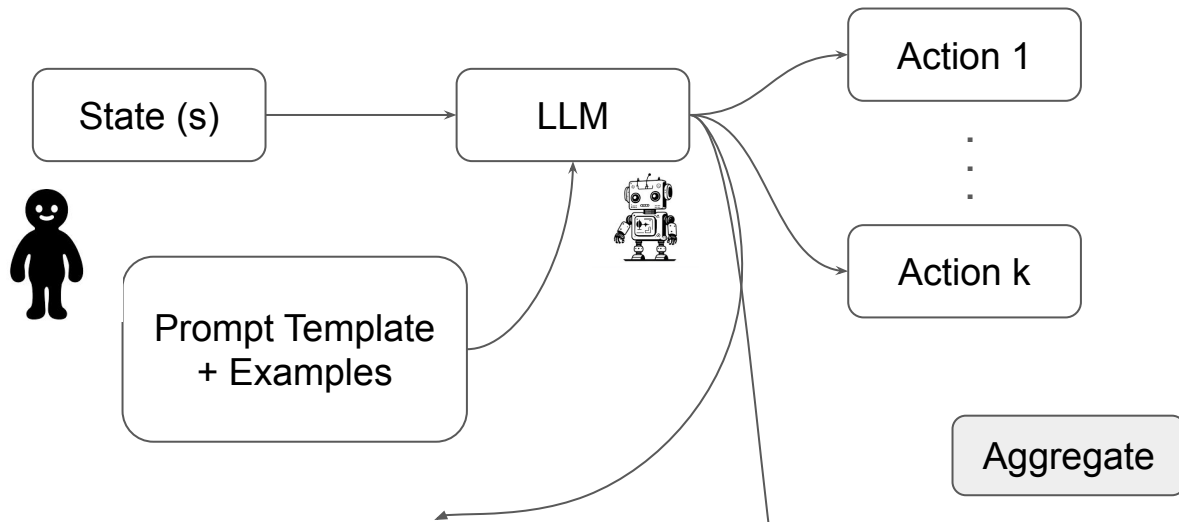 State (s)
LLM
Action 1
.
.
.
Action k
Prompt Template
+ Examples
Aggregate